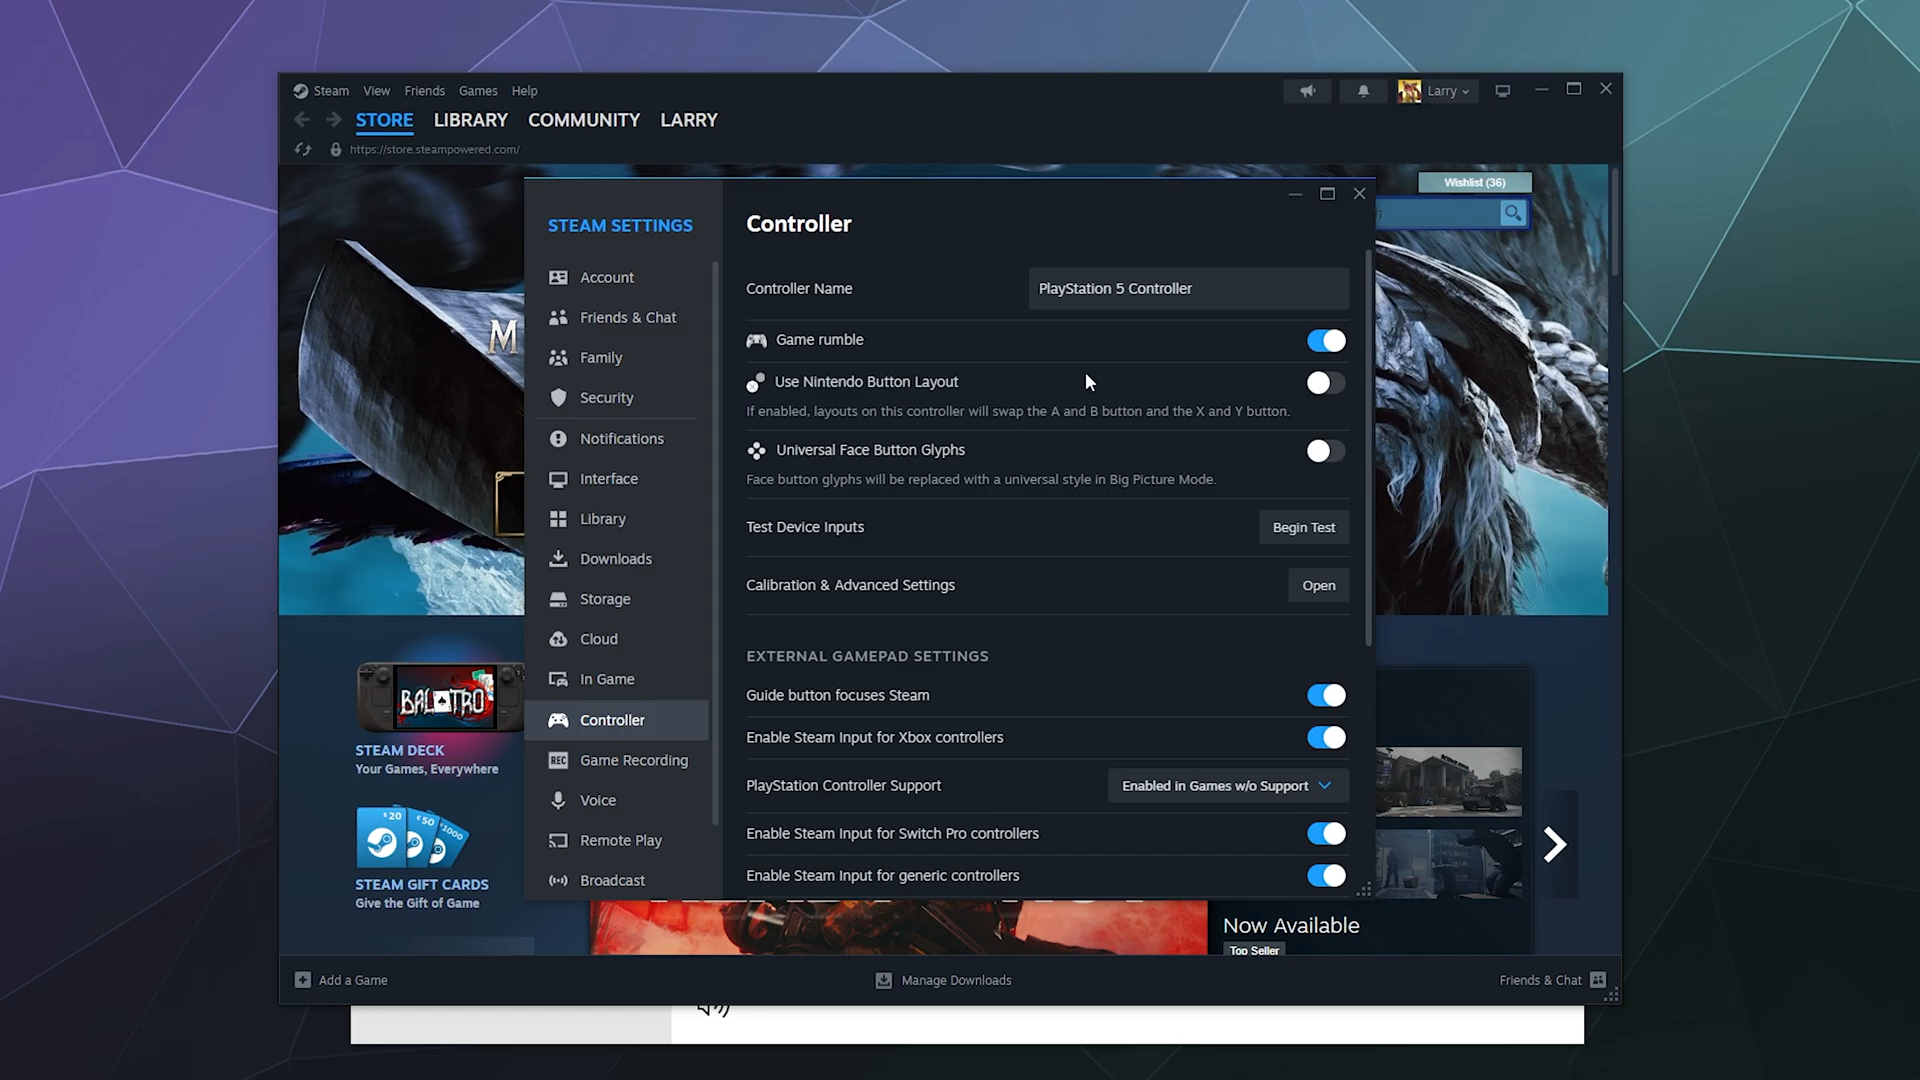 Steam View Friends Games Help
Larry
STORE LIBRARY COMMUNITY LARRY
https://store.steampowered.com/
Wishlist (36)
STEAM SETTINGS
Account
Friends & Chat
Family
Security
Notifications
Interface
Library
Downloads
Storage
Cloud
In Game
Controller
REC Game Recording
Voice
Remote Play
Broadcast
Controller
Controller Name PlayStation 5 Controller
Game rumble
Use Nintendo Button Layout
If enabled, layouts on this controller will swap the A and B button and the X and Y button.
Universal Face Button Glyphs
Face button glyphs will be replaced with a universal style in Big Picture Mode.
Test Device Inputs Begin Test
Calibration & Advanced Settings Open
EXTERNAL GAMEPAD SETTINGS
Guide button focuses Steam
Enable Steam Input for Xbox controllers
PlayStation Controller Support Enabled in Games w/o Support
Enable Steam Input for Switch Pro controllers
Enable Steam Input for generic controllers
M
BALATRO
STEAM DECK
Your Games, Everywhere
$20 €50 ¥1000
STEAM GIFT CARDS
Give the Gift of Game
Now Available
Top Seller
Add a Game Manage Downloads Friends & Chat